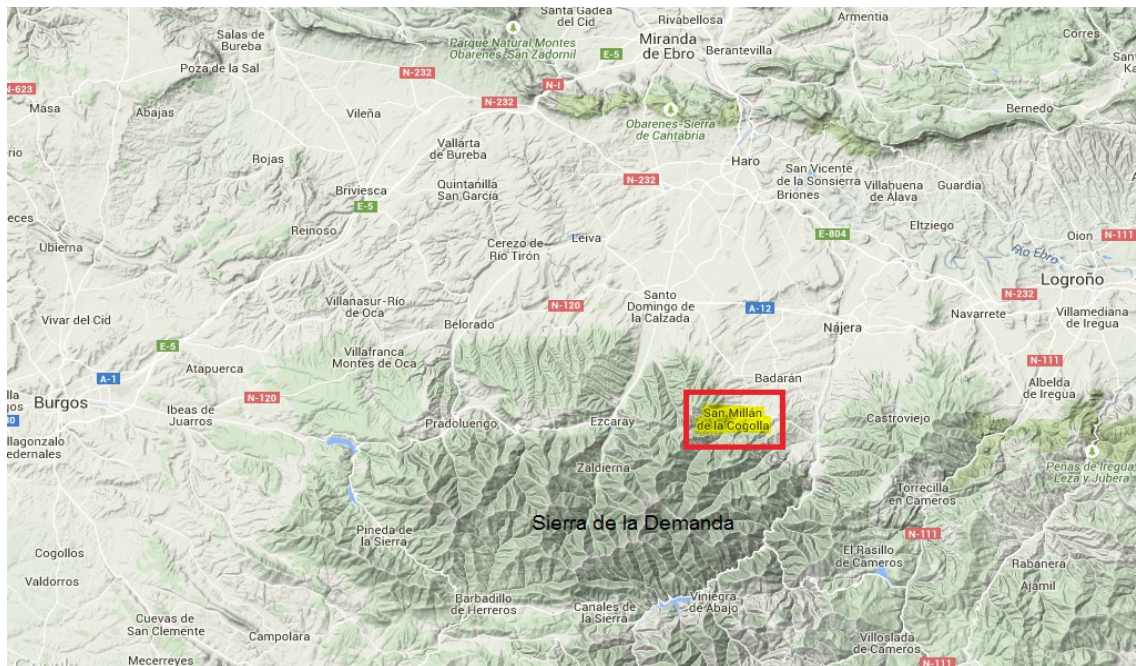 Santa Gadea
del Cid
Rivabellosa
Armentia
Salas de
Bureba
Parque Natural Montes
Obarenes-San Zadornil
E-5
Miranda
de Ebro
Berantevilla
Corres
Poza de la Sal
N-232
N-I
N-623
Masa
Abajas
Vileña
N-232
Obarenes-Sierra
de Cantabria
Bernedo
Vallarta
de Bureba
Haro
Rojas
Briviesca
E-5
Quintanilla
San García
N-232
San Vicente
de la Sonsierra
Briones
Villabuena
de Álava
Guardia
Reinoso
Ubierna
Cerezo de
Río Tirón
Leiva
E-804
Eltziego
Oion
N-111
Río Ebro
Logroño
Villanasur-Río
de Oca
N-120
Santo
Domingo de
la Calzada
A-12
N-232
Vivar del Cid
Belorado
Nájera
Navarrete
Villamediana
de Iregua
E-5
Villafranca
Montes de Oca
Atapuerca
N-111
A-1
Burgos
N-120
Badarán
Albelda
de Iregua
Ibeas de
Juarros
Pradoluengo
Ezcaray
San Millán
de la Cogolla
Castroviejo
Zaldierna
Peñas de Iregua,
Leza y Jubera
Torrecilla
en Cameros
Sierra de la Demanda
Pineda de
la Sierra
N-111
Cogollos
El Rasillo
de Cameros
Rabanera
Valdorros
Ajamil
Barbadillo
de Herreros
Canales de
la Sierra
Viniegra
de Abajo
Cuevas de
San Clemente
Campolara
Villoslada
de Cameros
Mecerreyes
N-111